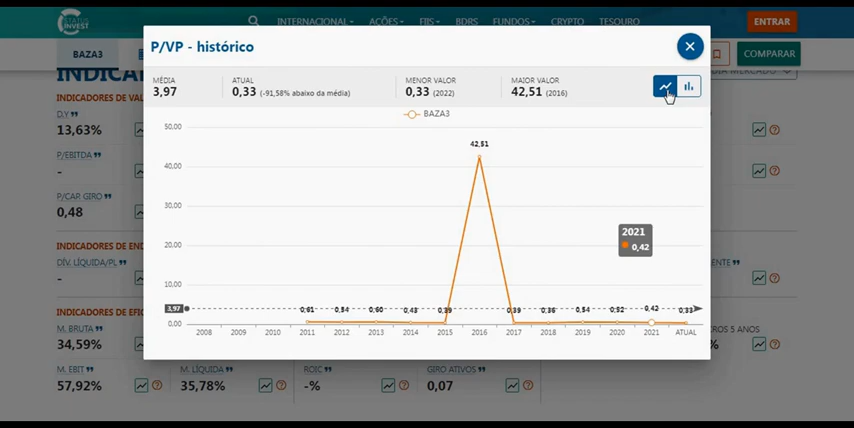 STATUS INVEST
INTERNACIONAL AÇÕES FIIS BDRS FUNDOS CRYPTO TESOURO ENTRAR
BAZA3 COMPARAR
P/VP - histórico
MÉDIA ATUAL MENOR VALOR MAIOR VALOR
3,97 0,33 (-91,58% abaixo da média) 0,33 (2022) 42,51 (2016)
BAZA3
50,00
42,51
40,00
30,00
20,00
10,00
0,00
3,97
2021
0,42
0,61 0,54 0,60 0,39 42,51 0,39 0,36 0,54 0,52 0,42 0,33
2008 2009 2010 2011 2012 2013 2014 2015 2016 2017 2018 2019 2020 2021 ATUAL
INDICADORES DE VAL
D.Y
13,63%
P/EBITDA
-
P/CAP. GIRO
0,48
INDICADORES DE END
DÍV. LÍQUIDA/PL
-
INDICADORES DE EFIC
M. BRUTA
34,59%
5 ANOS
%
M. EBIT M. LÍQUIDA ROIC GIRO ATIVOS
57,92% 35,78% -% 0,07